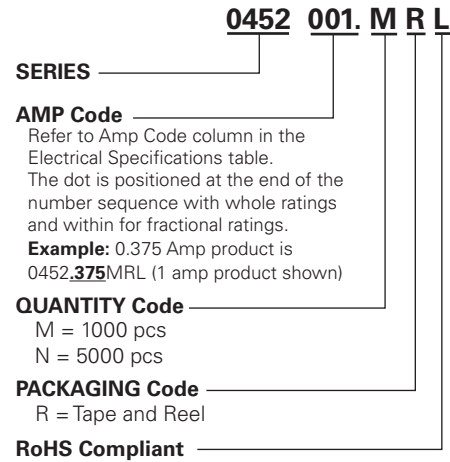 0452 001. M R L
SERIES
AMP Code
Refer to Amp Code column in the
Electrical Specifications table.
The dot is positioned at the end of the
number sequence with whole ratings
and within for fractional ratings.
Example: 0.375 Amp product is
0452.375MRL (1 amp product shown)
QUANTITY Code
M = 1000 pcs
N = 5000 pcs
PACKAGING Code
R = Tape and Reel
RoHS Compliant